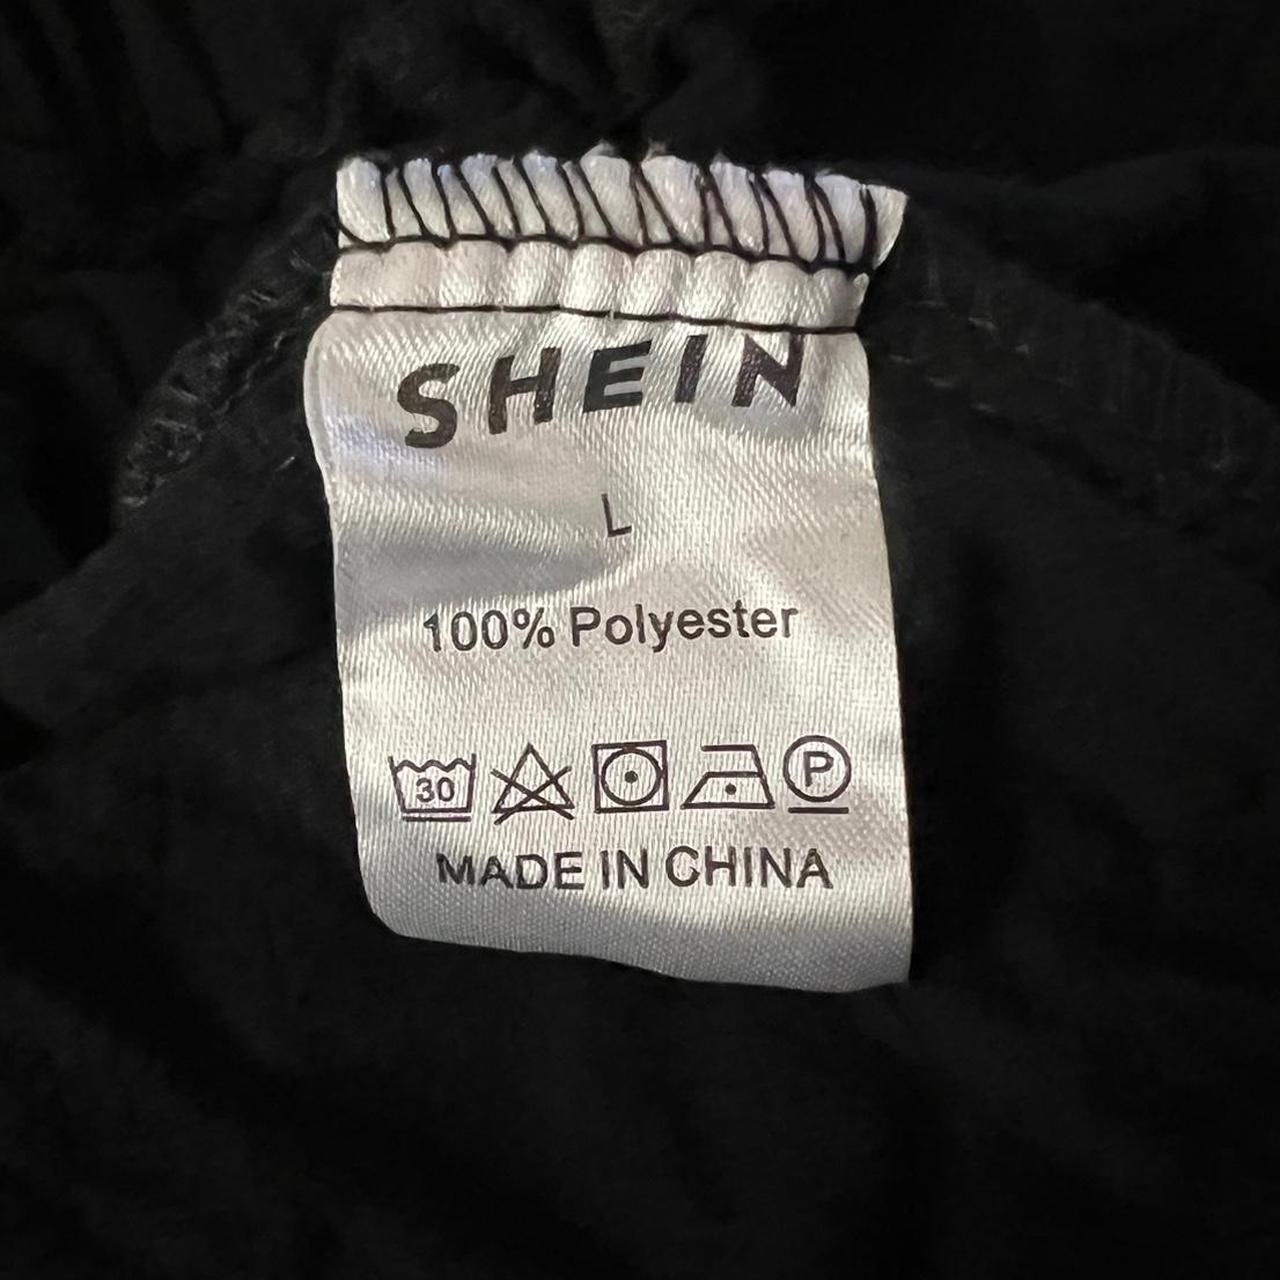 SHEIN
L
100% Polyester
30 P
MADE IN CHINA